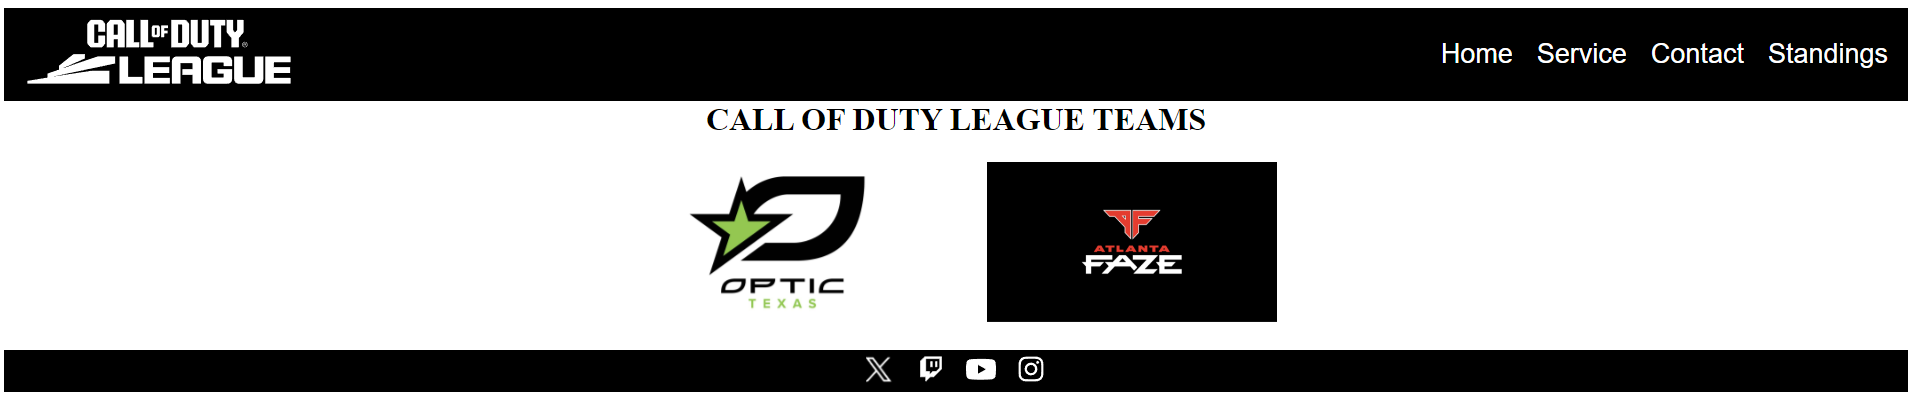 CALL OF DUTY
LEAGUE
Home Service Contact Standings
CALL OF DUTY LEAGUE TEAMS
OPTIC
TEXAS
ATLANTA
FAZE